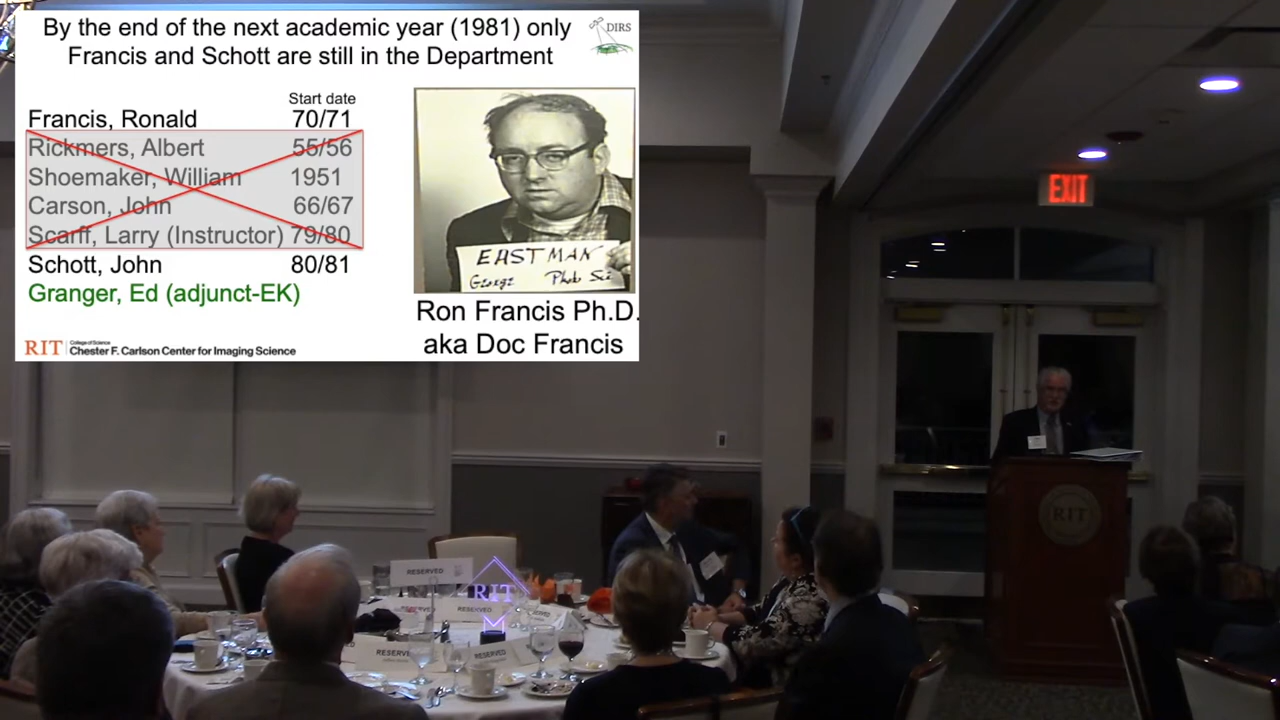 By the end of the next academic year (1981) only
Francis and Schott are still in the Department
DIRS
Start date
Francis, Ronald 70/71
Rickmers, Albert 55/56
Shoemaker, William 1951
Carson, John 66/67
Scarff, Larry (Instructor) 79/80
Schott, John 80/81
Granger, Ed (adjunct-EK)
EASTMAN
George Phot Sci
Ron Francis Ph.D.
aka Doc Francis
RIT
College of Science
Chester F. Carlson Center for Imaging Science
EXIT
RIT
RESERVED
RIT
RESERVED
RESERVED